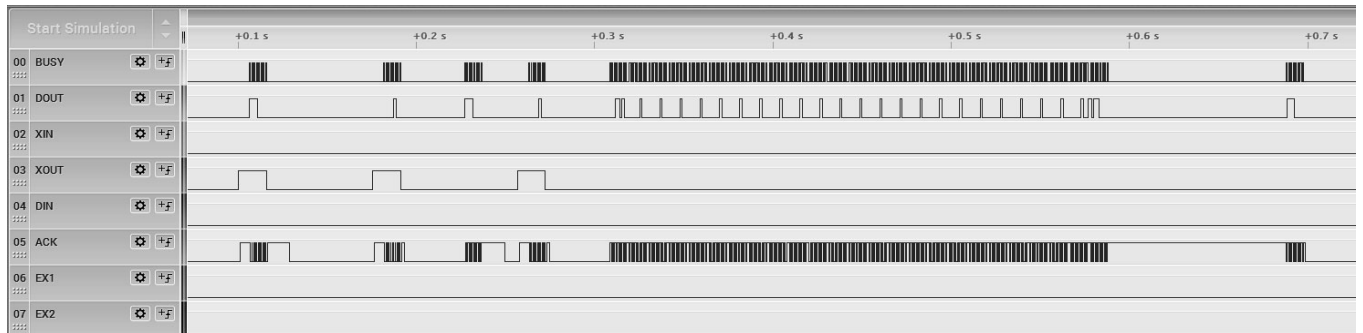 Start Simulation
+0.1 s +0.2 s +0.3 s +0.4 s +0.5 s +0.6 s +0.7 s
00 BUSY
01 DOUT
02 XIN
03 XOUT
04 DIN
05 ACK
06 EX1
07 EX2